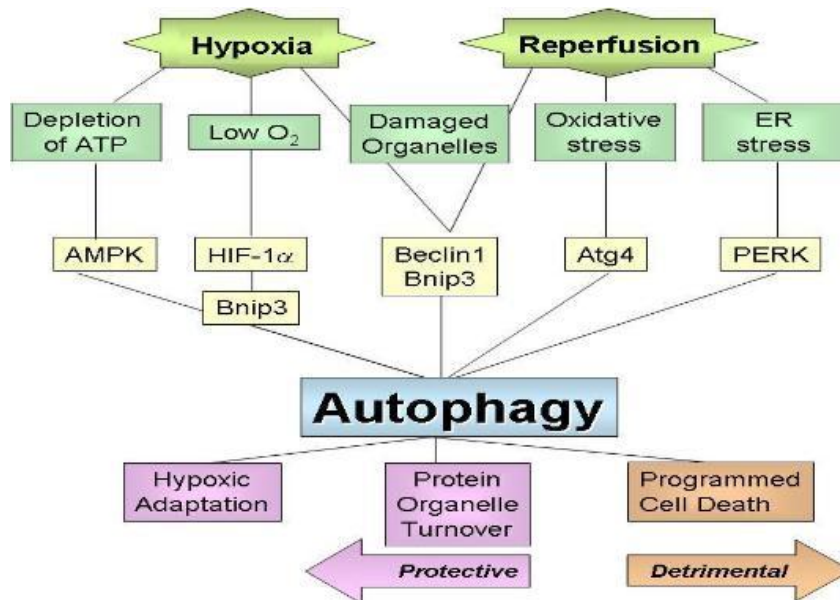 Hypoxia
Reperfusion
Depletion
of ATP
Low O₂
Damaged
Organelles
Oxidative
stress
ER
stress
AMPK
HIF-1α
Bnip3
Beclin1
Bnip3
Atg4
PERK
Autophagy
Hypoxic
Adaptation
Protein
Organelle
Turnover
Programmed
Cell Death
Protective
Detrimental